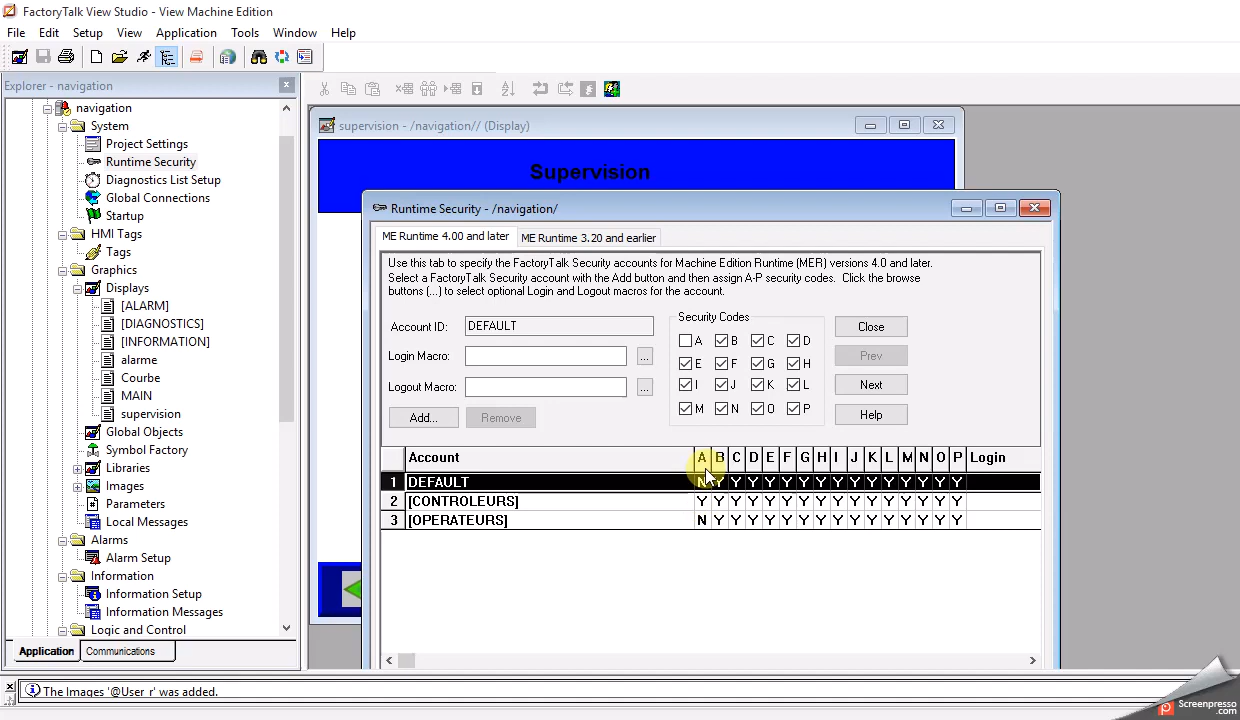 FactoryTalk View Studio - View Machine Edition
File Edit Setup View Application Tools Window Help
Explorer - navigation
navigation
System
Project Settings
Runtime Security
Diagnostics List Setup
Global Connections
Startup
HMI Tags
Tags
Graphics
Displays
[ALARM]
[DIAGNOSTICS]
[INFORMATION]
alarme
Courbe
MAIN
supervision
Global Objects
Symbol Factory
Libraries
Images
Parameters
Local Messages
Alarms
Alarm Setup
Information
Information Setup
Information Messages
Logic and Control
Application Communications
supervision - /navigation// (Display)
Supervision
Runtime Security - /navigation/
ME Runtime 4.00 and later ME Runtime 3.20 and earlier
Use this tab to specify the FactoryTalk Security accounts for Machine Edition Runtime (MER) versions 4.0 and later.
Select a FactoryTalk Security account with the Add button and then assign A-P security codes. Click the browse
buttons (...) to select optional Login and Logout macros for the account.
Account ID: DEFAULT
Login Macro: ...
Logout Macro: ...
Add... Remove
Security Codes
A B C D
E F G H
I J K L
M N O P
Close
Prev
Next
Help
Account A B C D E F G H I J K L M N O P Login
1 DEFAULT N Y Y Y Y Y Y Y Y Y Y Y Y Y Y Y
2 [CONTROLEURS] Y Y Y Y Y Y Y Y Y Y Y Y Y Y Y Y
3 [OPERATEURS] N Y Y Y Y Y Y Y Y Y Y Y Y Y Y Y
The Images '@User_r' was added.
Screenpresso
.com